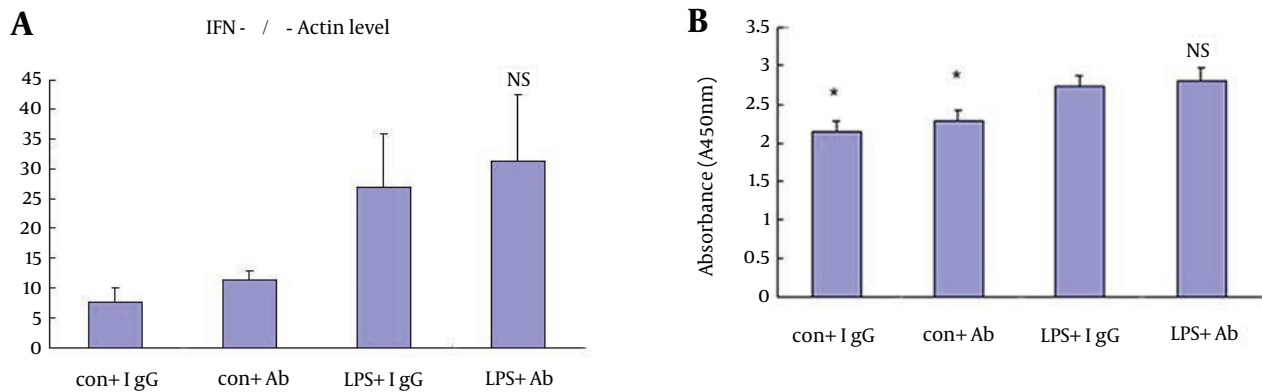 A
IFN - / - Actin level
45
40
35
30
25
20
15
10
5
0
NS
con+ I gG
con+ Ab
LPS+ I gG
LPS+ Ab
B
Absorbance (A450nm)
3.5
3
2.5
2
1.5
1
0.5
0
*
*
NS
con+ I gG
con+ Ab
LPS+ I gG
LPS+ Ab